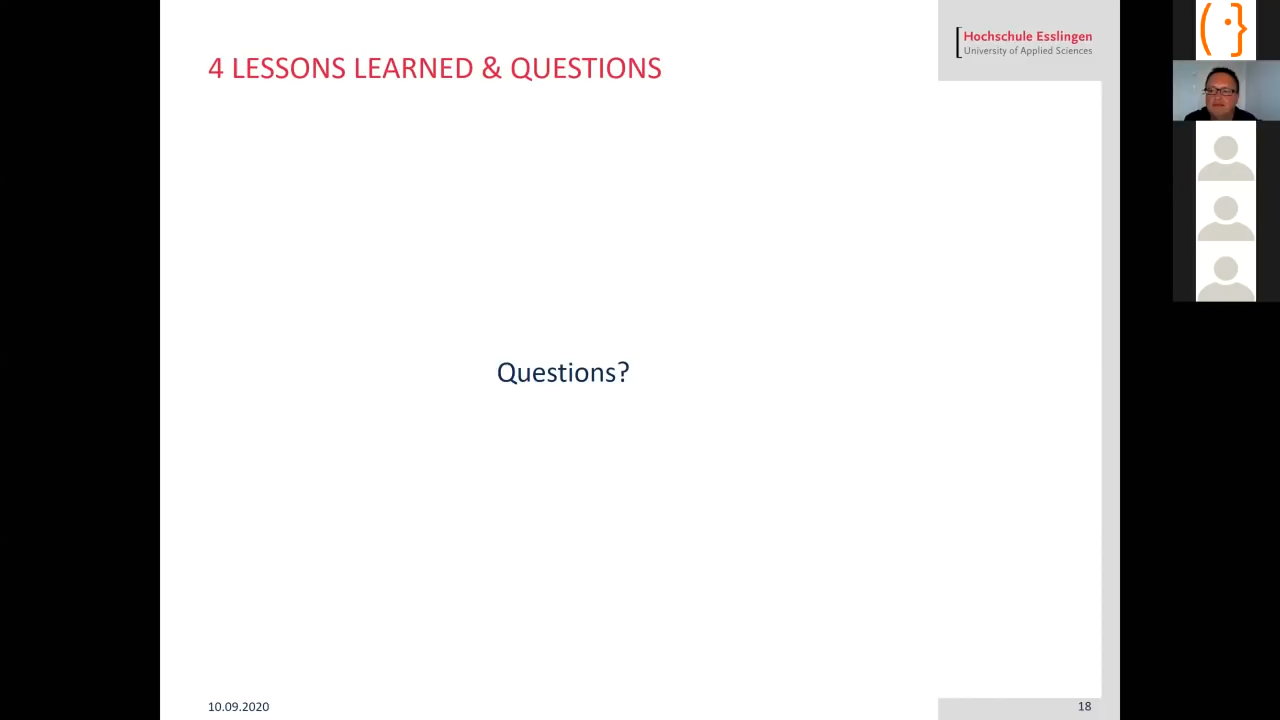 4 LESSONS LEARNED & QUESTIONS
Hochschule Esslingen
University of Applied Sciences
Questions?
10.09.2020
18